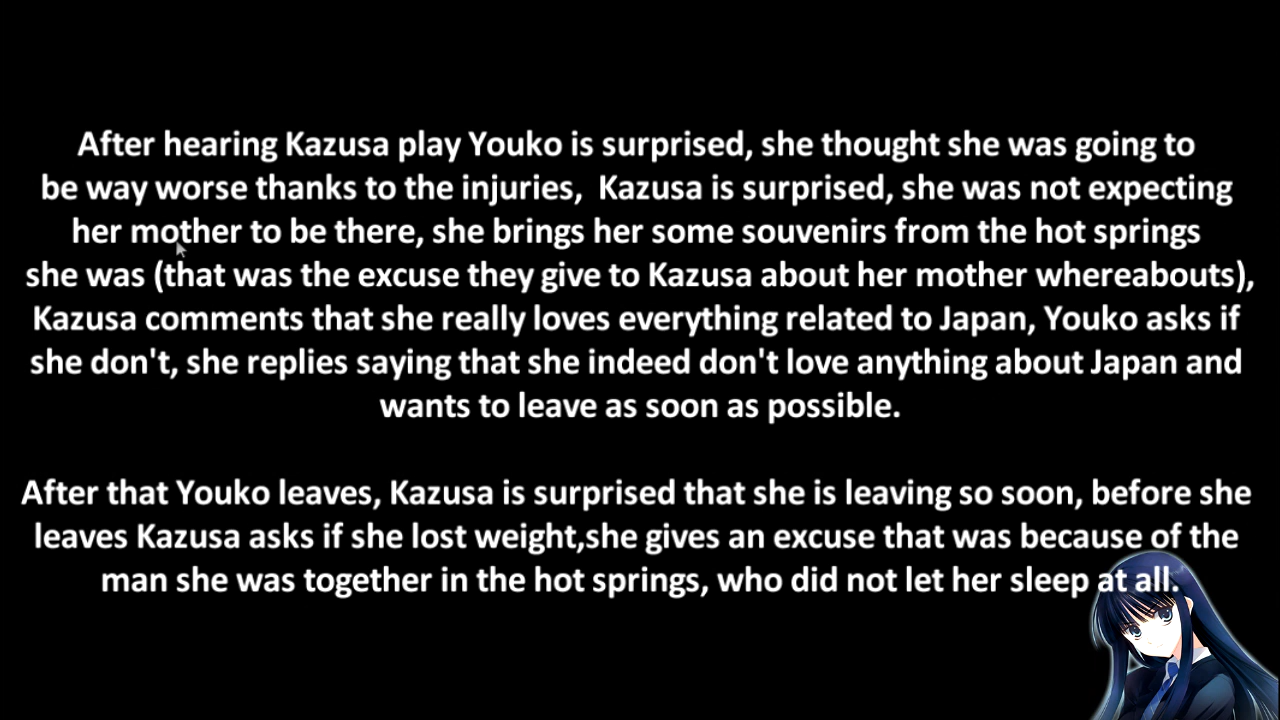 After hearing Kazusa play Youko is surprised, she thought she was going to
be way worse thanks to the injuries,  Kazusa is surprised, she was not expecting
her mother to be there, she brings her some souvenirs from the hot springs
she was (that was the excuse they give to Kazusa about her mother whereabouts),
Kazusa comments that she really loves everything related to Japan, Youko asks if
she don't, she replies saying that she indeed don't love anything about Japan and
wants to leave as soon as possible.
After that Youko leaves, Kazusa is surprised that she is leaving so soon, before she
leaves Kazusa asks if she lost weight,she gives an excuse that was because of the
man she was together in the hot springs, who did not let her sleep at all.